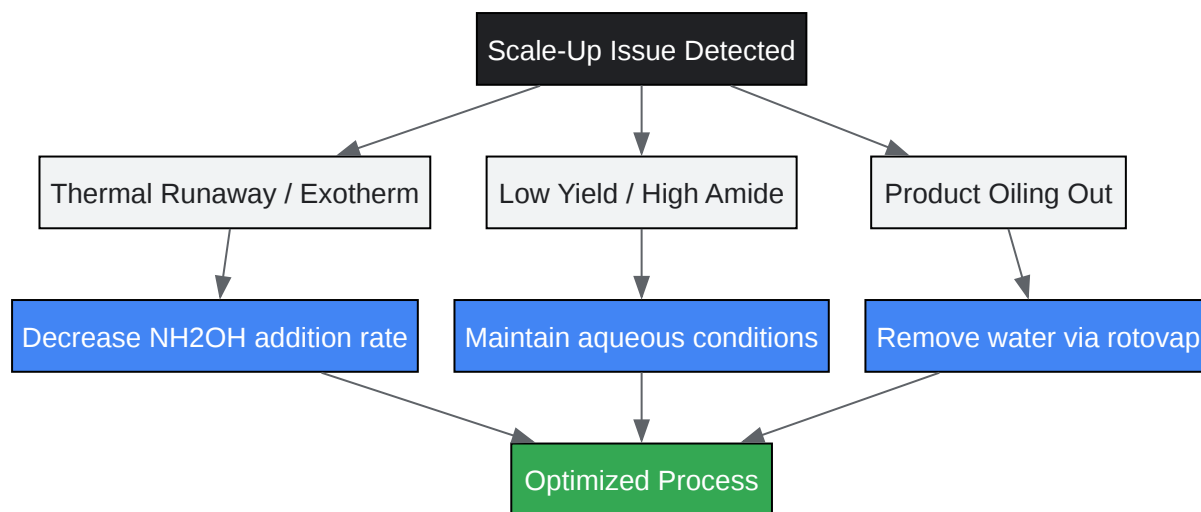 Scale-Up Issue Detected
Thermal Runaway / Exotherm
Low Yield / High Amide
Product Oiling Out
Decrease NH2OH addition rate
Maintain aqueous conditions
Remove water via rotovap
Optimized Process